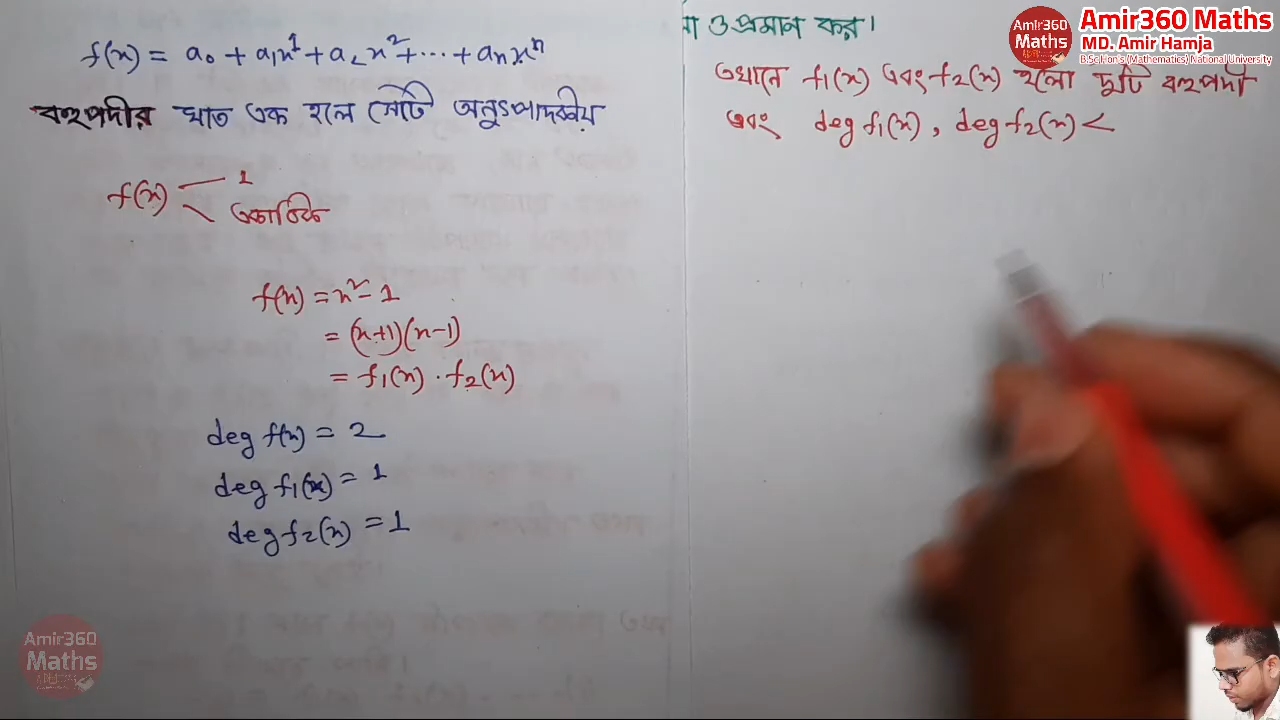 f(x) = a₀ + a₁x¹ + a₂x² + ... + aₙxⁿ
বহুপদীর ঘাত এক হলে সেটি অনুৎপাদকীয়
f(x) 1
একাধিক
f(x) = x² - 1
= (x+1)(x-1)
= f₁(x) · f₂(x)
deg f(x) = 2
deg f₁(x) = 1
deg f₂(x) = 1
ও প্রমান কর।
এখানে f₁(x) এবং f₂(x) হলো দুটি বহুপদী
এবং deg f₁(x), deg f₂(x) <
Amir360 Maths
Amir360 Maths
MD. Amir Hamja
B.Sc Hon's (Mathematics) National University
Amir360 Maths